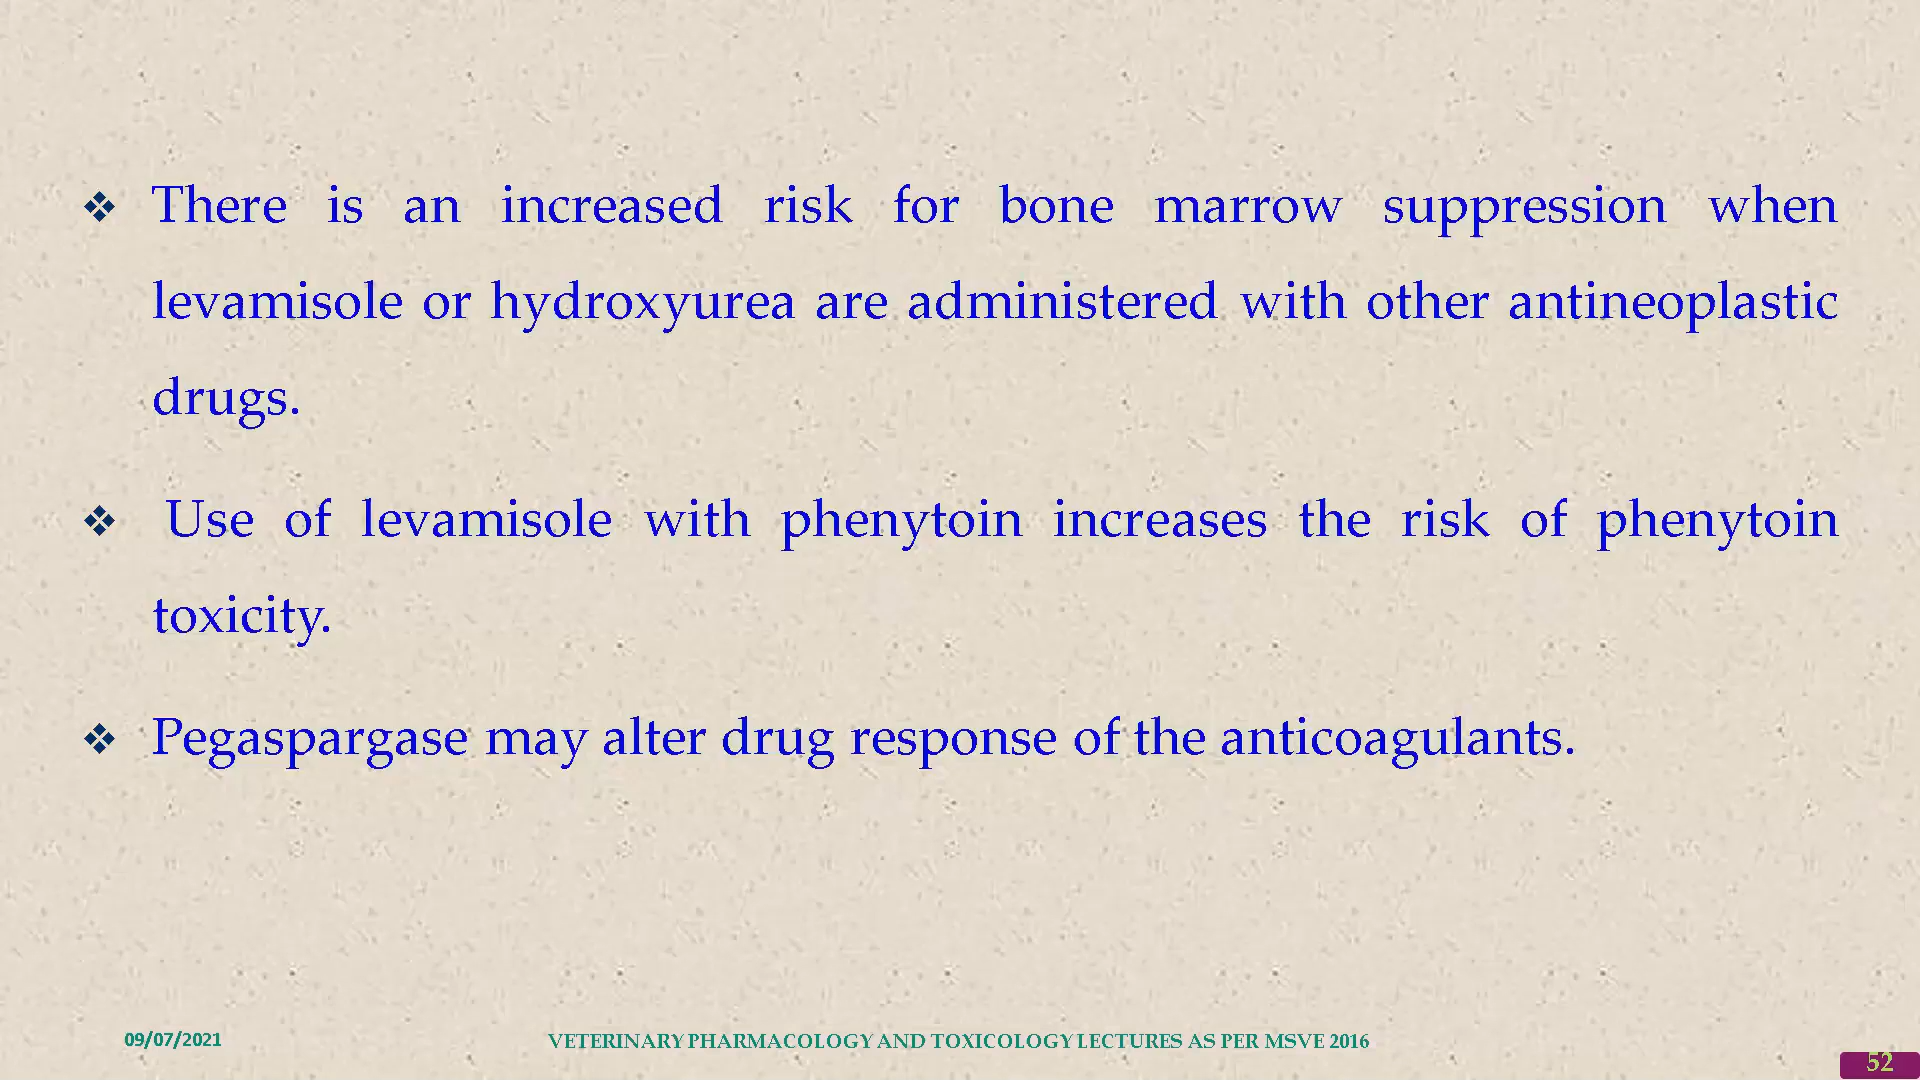 ❖ There is an increased risk for bone marrow suppression when
levamisole or hydroxyurea are administered with other antineoplastic
drugs.
❖ Use of levamisole with phenytoin increases the risk of phenytoin
toxicity.
❖ Pegaspargase may alter drug response of the anticoagulants.
09/07/2021
VETERINARY PHARMACOLOGY AND TOXICOLOGY LECTURES AS PER MSVE 2016
52